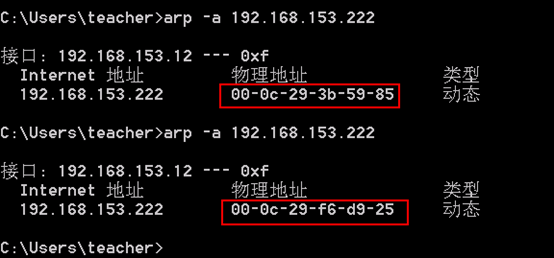 C:\Users\teacher>arp -a 192.168.153.222
接口: 192.168.153.12 --- 0xf
Internet 地址 物理地址 类型
192.168.153.222 00-0c-29-3b-59-85 动态
C:\Users\teacher>arp -a 192.168.153.222
接口: 192.168.153.12 --- 0xf
Internet 地址 物理地址 类型
192.168.153.222 00-0c-29-f6-d9-25 动态
C:\Users\teacher>